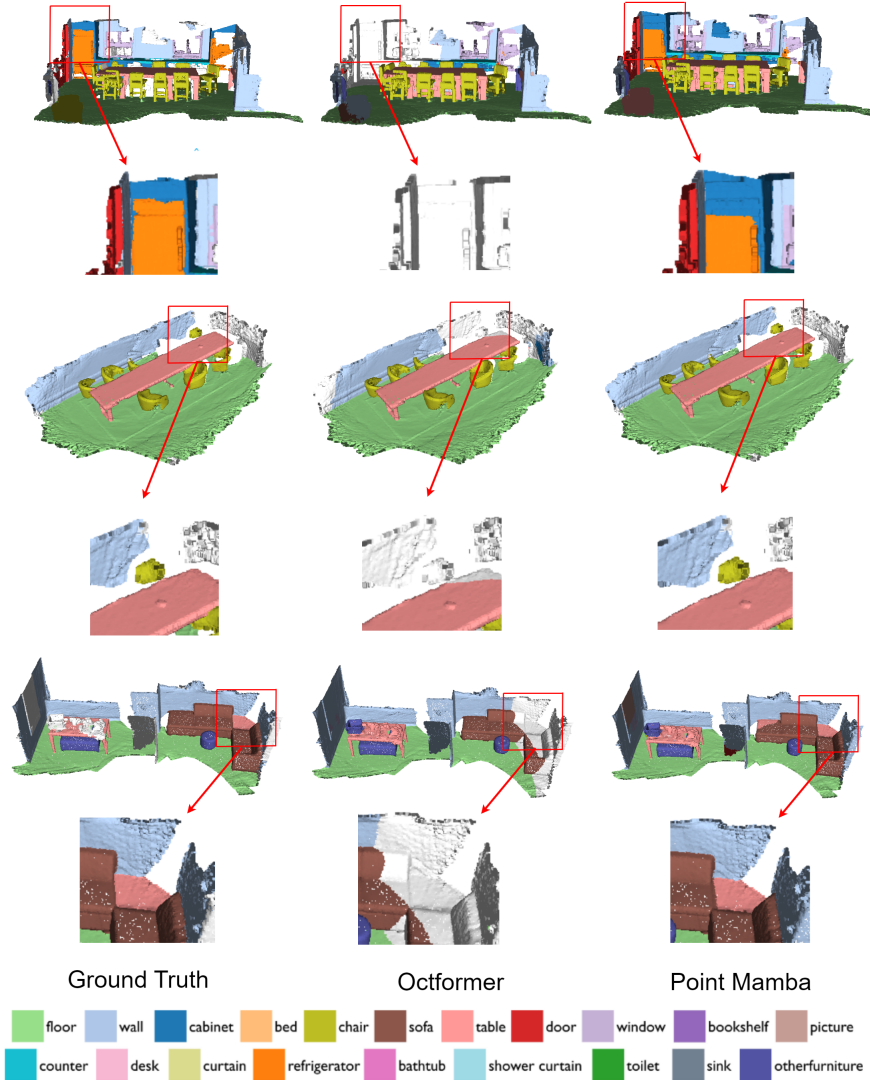 Ground Truth Octformer Point Mamba
floor wall cabinet bed chair sofa table door window bookshelf picture
counter desk curtain refrigerator bathtub shower curtain toilet sink otherfurniture